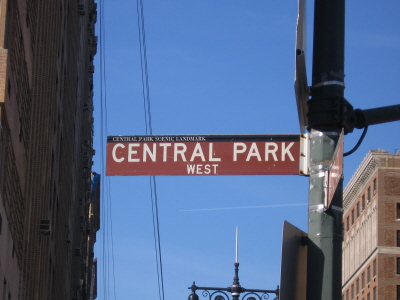 CENTRAL PARK SCENIC LANDMARK
CENTRAL PARK
WEST